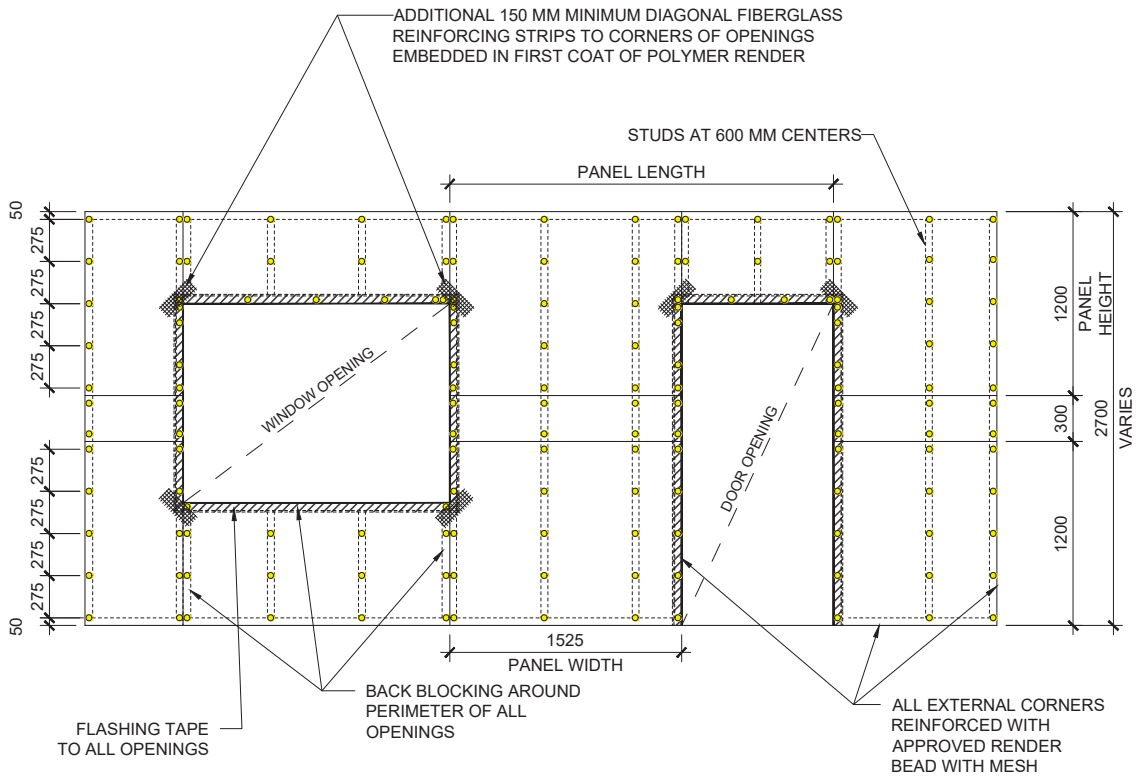 ADDITIONAL 150 MM MINIMUM DIAGONAL FIBERGLASS
REINFORCING STRIPS TO CORNERS OF OPENINGS
EMBEDDED IN FIRST COAT OF POLYMER RENDER
STUDS AT 600 MM CENTERS
PANEL LENGTH
50
275
275
275
275
275
275
275
275
50
WINDOW OPENING
DOOR OPENING
1200
PANEL
HEIGHT
300
2700
VARIES
1200
1525
PANEL WIDTH
BACK BLOCKING AROUND
PERIMETER OF ALL
OPENINGS
FLASHING TAPE
TO ALL OPENINGS
ALL EXTERNAL CORNERS
REINFORCED WITH
APPROVED RENDER
BEAD WITH MESH